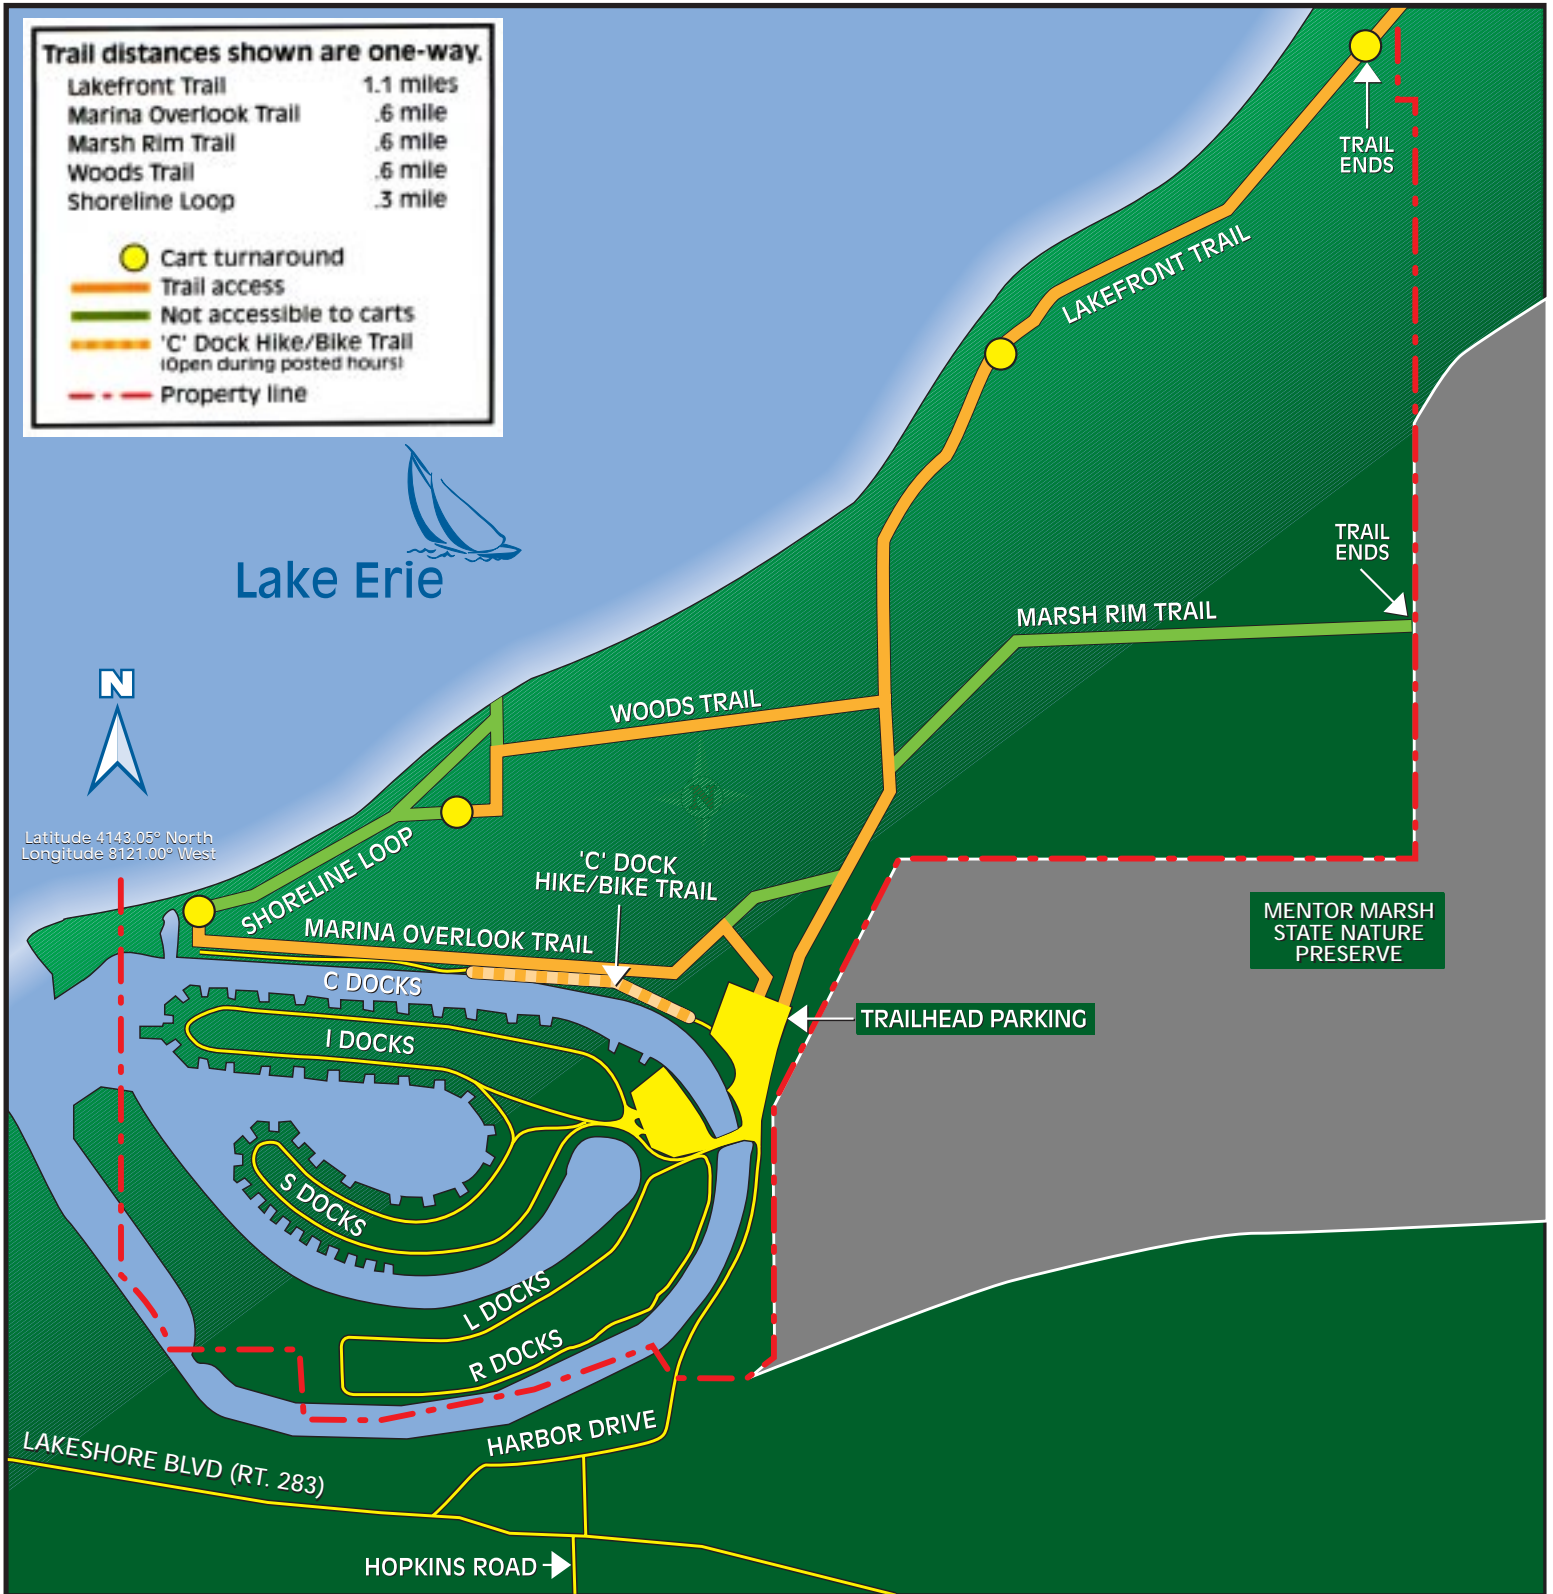 Trail distances shown are one-way.
Lakefront Trail 1.1 miles
Marina Overlook Trail .6 mile
Marsh Rim Trail .6 mile
Woods Trail .6 mile
Shoreline Loop .3 mile
Cart turnaround
Trail access
Not accessible to carts
'C' Dock Hike/Bike Trail
(Open during posted hours)
Property line
TRAIL
ENDS
LAKEFRONT TRAIL
Lake Erie
TRAIL
ENDS
MARSH RIM TRAIL
N
WOODS TRAIL
N
Latitude 4143.05° North
Longitude 8121.00° West
SHORELINE LOOP
'C' DOCK
HIKE/BIKE TRAIL
MARINA OVERLOOK TRAIL
MENTOR MARSH
STATE NATURE
PRESERVE
C DOCKS
TRAILHEAD PARKING
I DOCKS
S DOCKS
L DOCKS
R DOCKS
HARBOR DRIVE
LAKESHORE BLVD (RT. 283)
HOPKINS ROAD